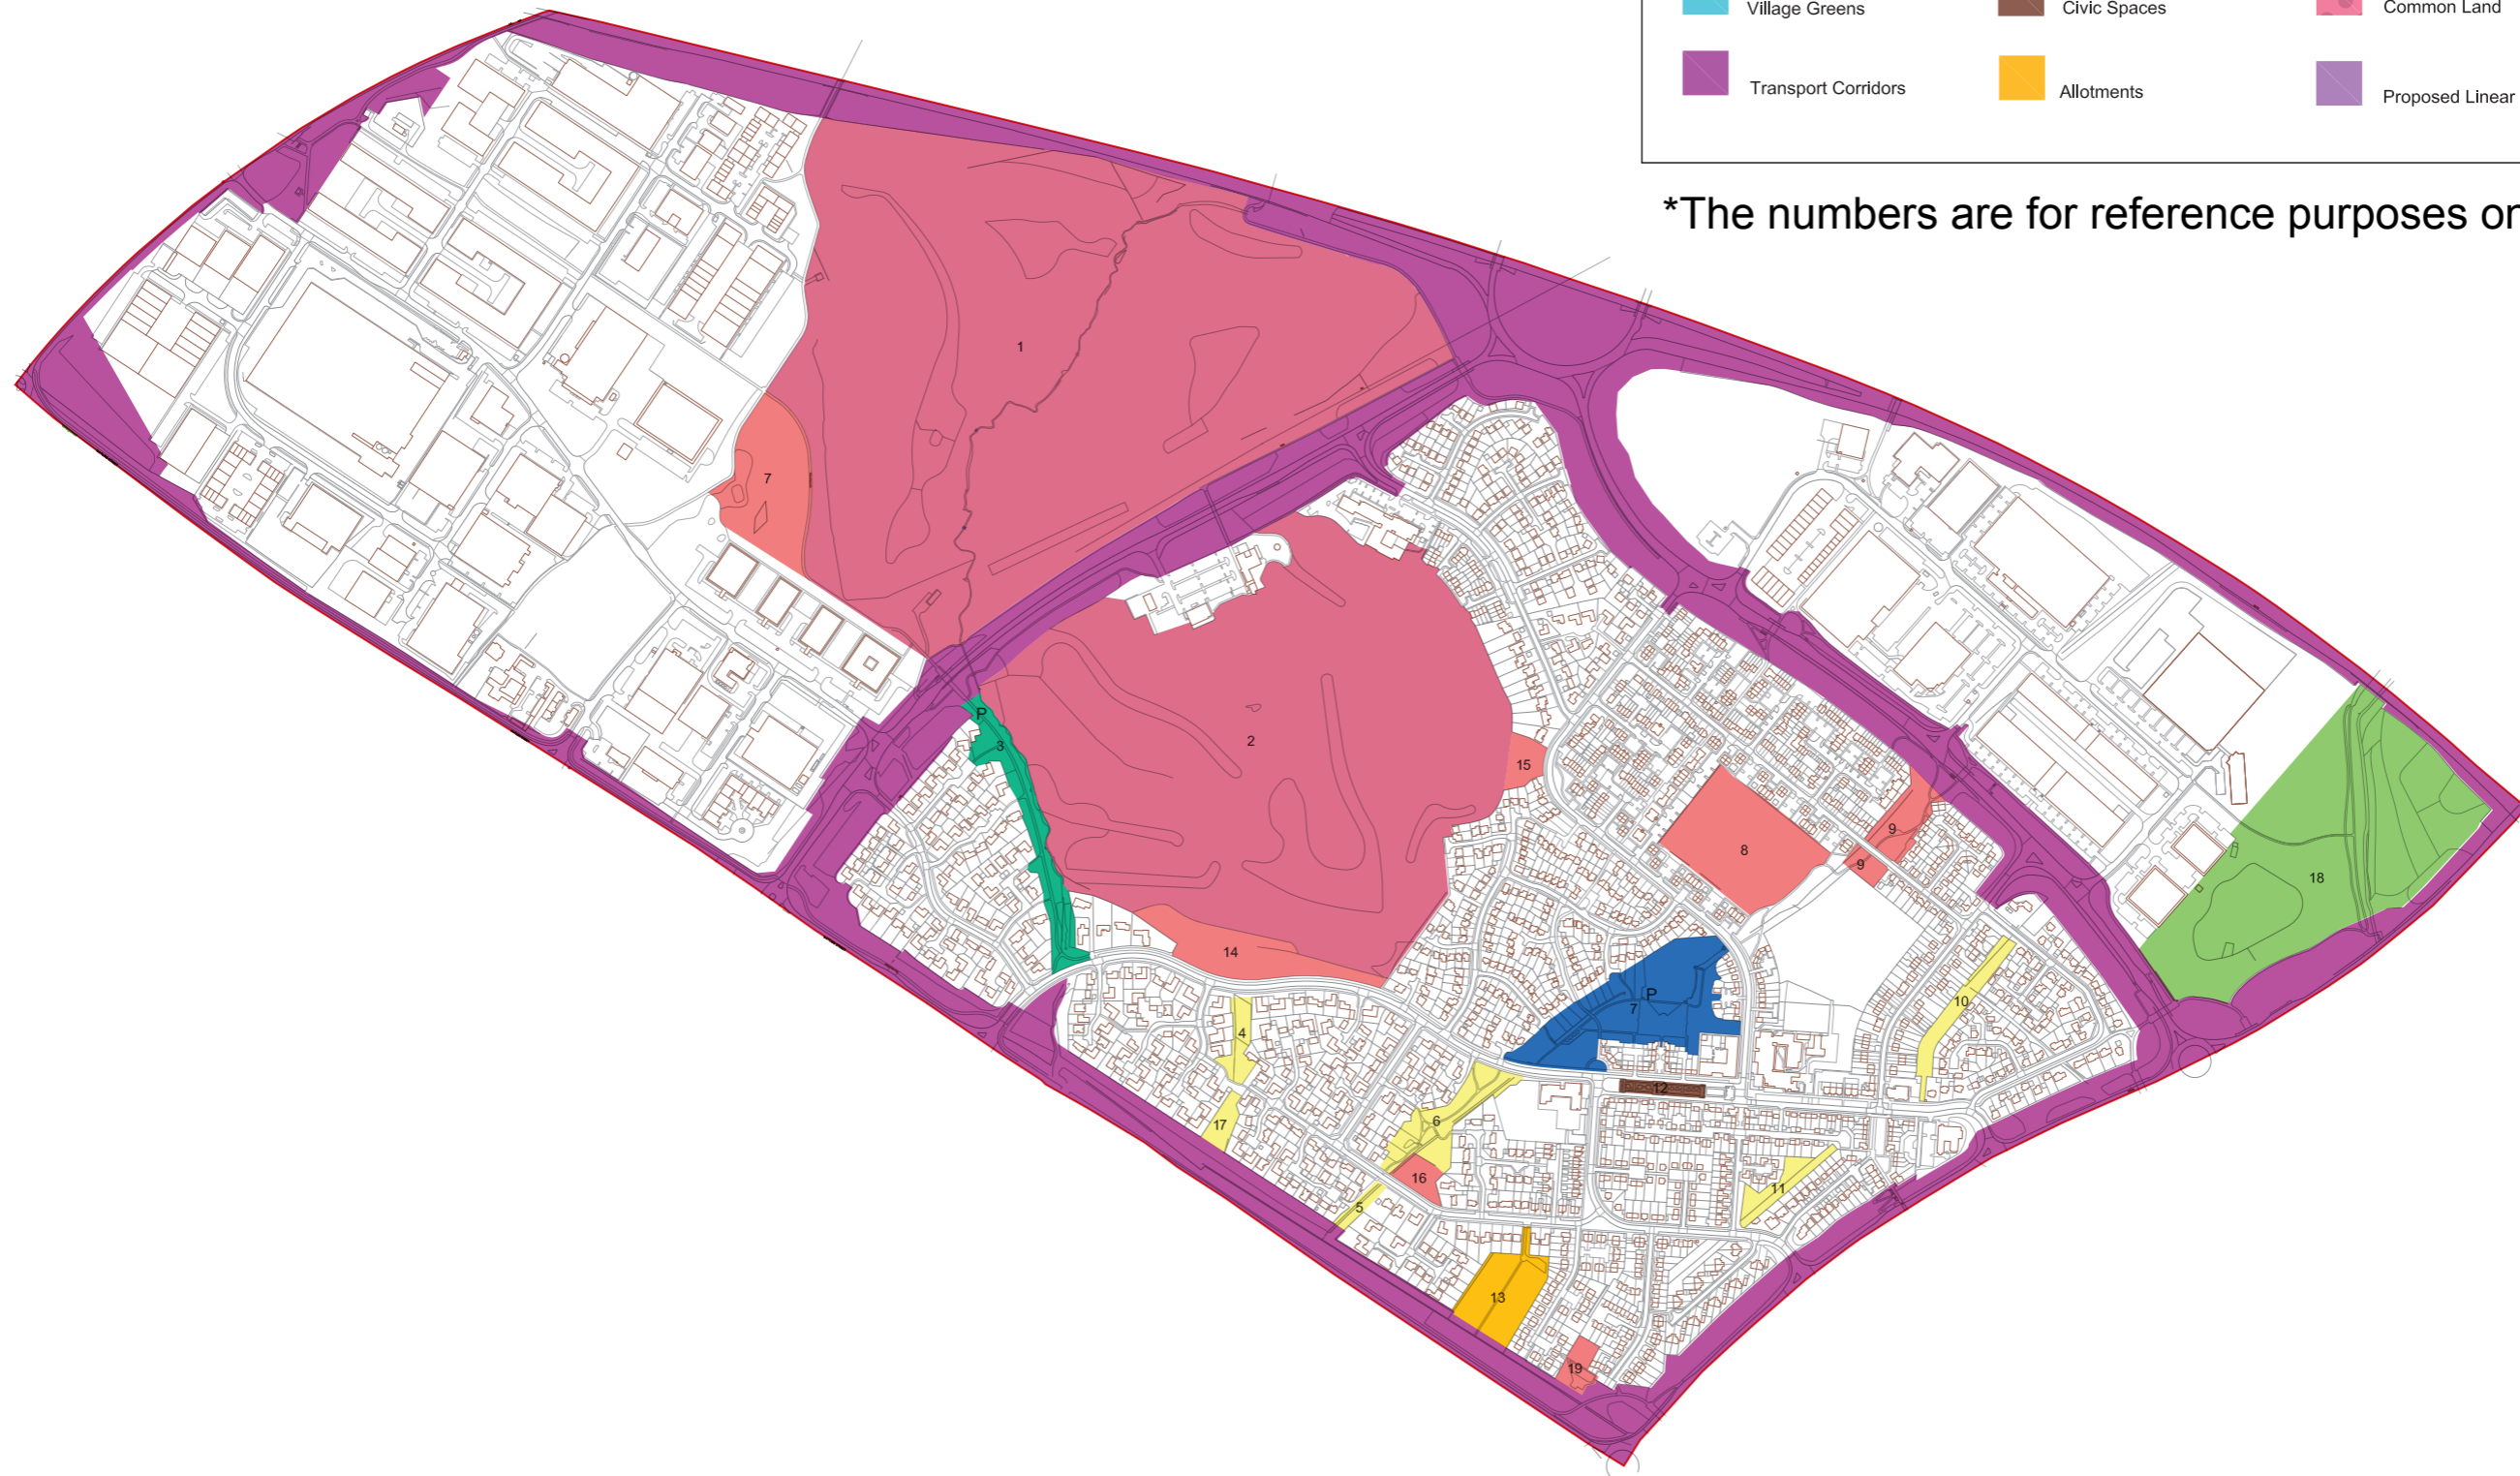 Village Greens
Civic Spaces
Common Land
Transport Corridors
Allotments
Proposed Linear
*The numbers are for reference purposes on
1
7
P
3
2
15
8
9
9
18
14
P
7
10
4
12
17
6
16
11
5
13
19